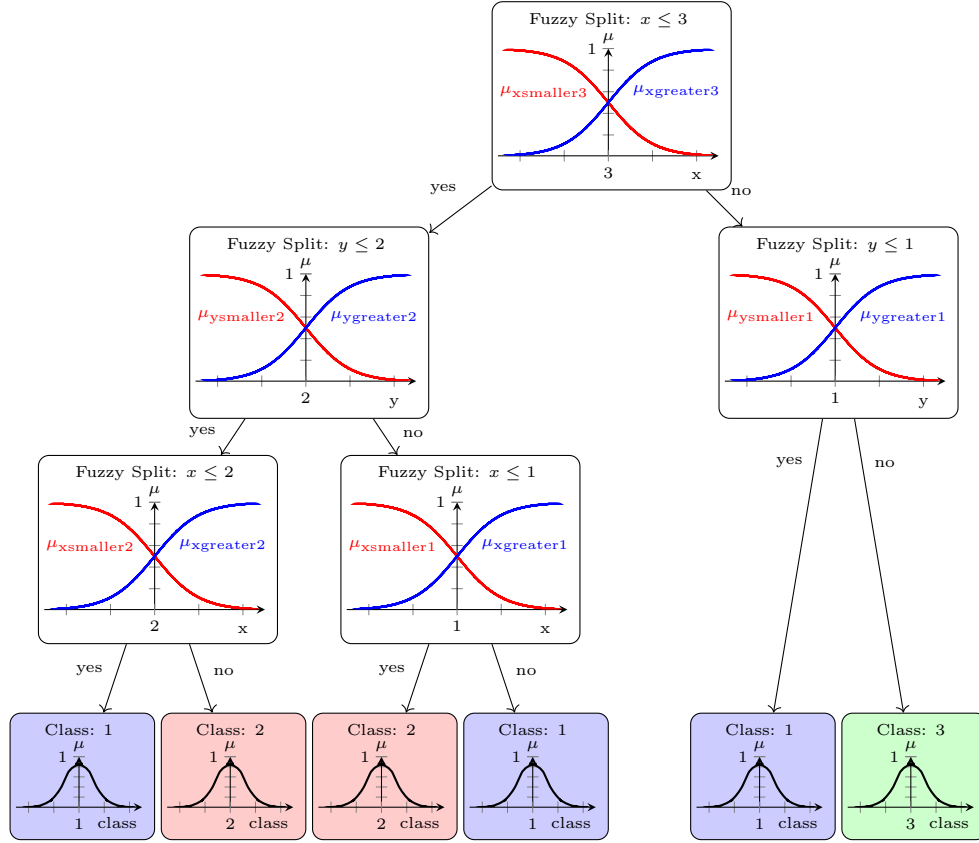 Fuzzy Split: x ≤ 3
μ
1
μxsmaller3
μxgreater3
3
x
yes
no
Fuzzy Split: y ≤ 2
μ
1
μysmaller2
μygreater2
2
y
Fuzzy Split: y ≤ 1
μ
1
μysmaller1
μygreater1
1
y
yes
no
yes
no
Fuzzy Split: x ≤ 2
μ
1
μxsmaller2
μxgreater2
2
x
Fuzzy Split: x ≤ 1
μ
1
μxsmaller1
μxgreater1
1
x
yes
no
yes
no
Class: 1
μ
1
1
class
Class: 2
μ
1
2
class
Class: 2
μ
1
2
class
Class: 1
μ
1
1
class
Class: 1
μ
1
1
class
Class: 3
μ
1
3
class